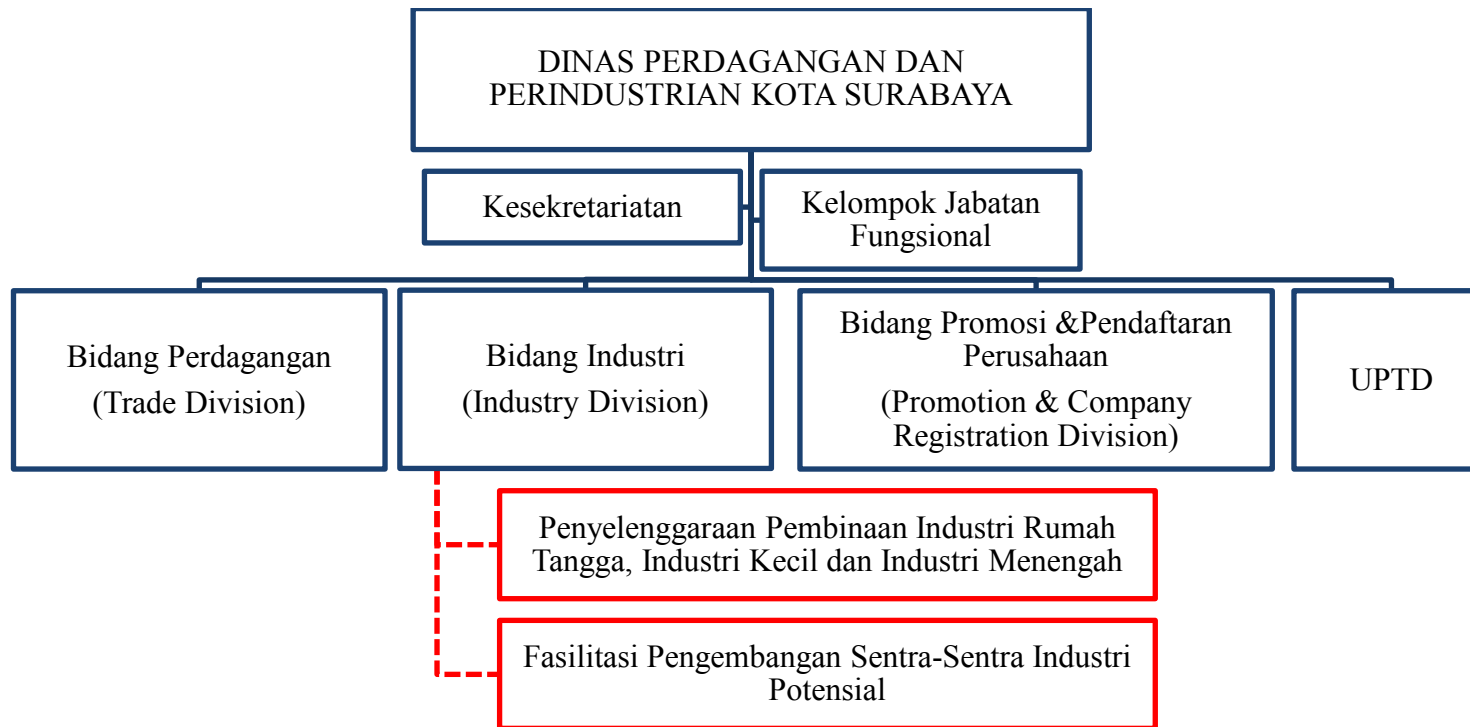 DINAS PERDAGANGAN DAN
PERINDUSTRIAN KOTA SURABAYA
Kesekretariatan
Kelompok Jabatan
Fungsional
Bidang Perdagangan
(Trade Division)
Bidang Industri
(Industry Division)
Bidang Promosi &Pendaftaran
Perusahaan
(Promotion & Company
Registration Division)
UPTD
Penyelenggaraan Pembinaan Industri Rumah
Tangga, Industri Kecil dan Industri Menengah
Fasilitasi Pengembangan Sentra-Sentra Industri
Potensial